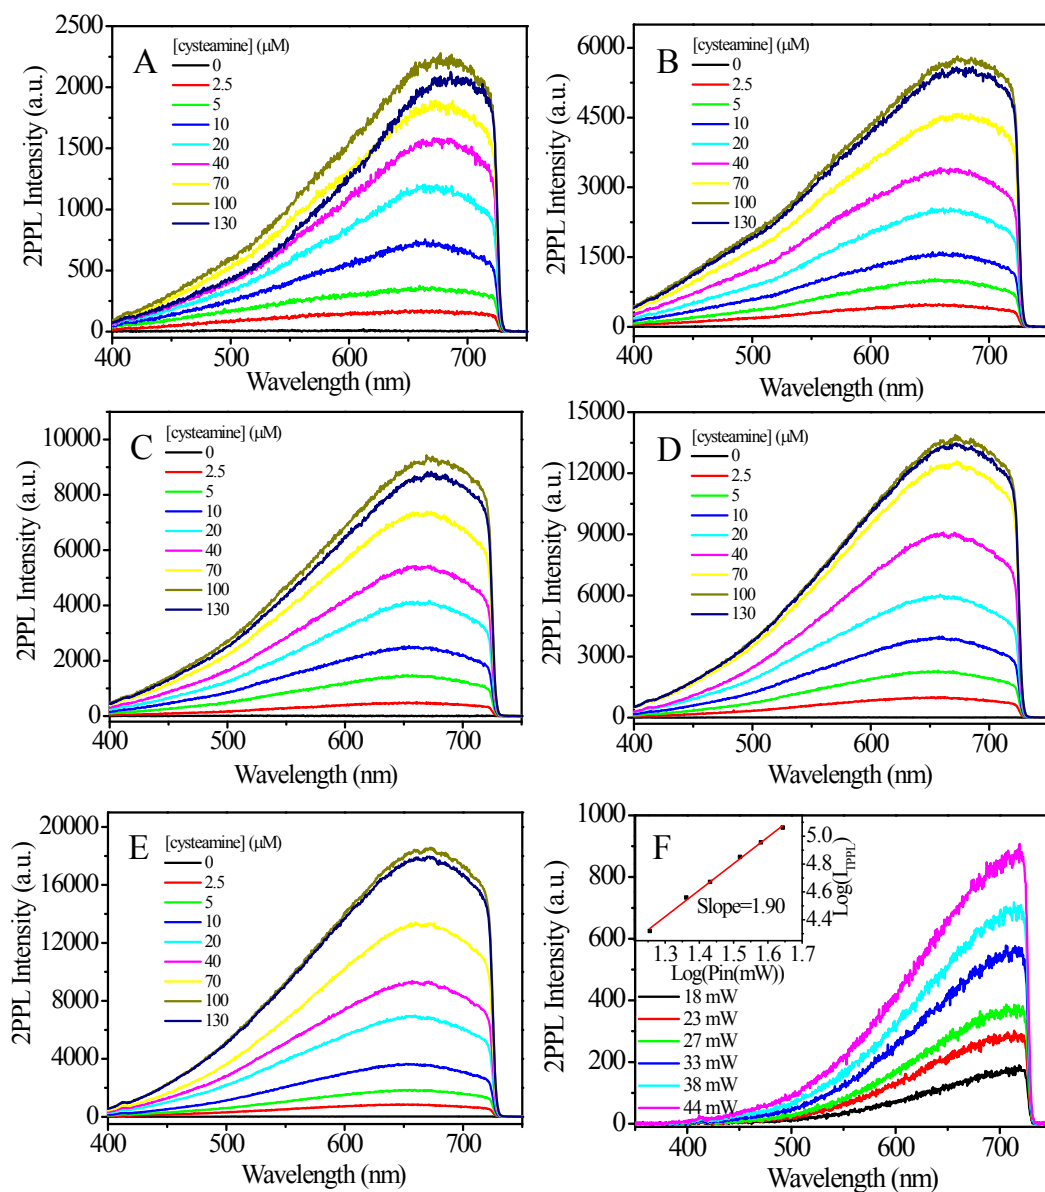 A
[cysteamine] (μM)
0
2.5
5
10
20
40
70
100
130
2500
2000
1500
1000
500
0
2PPL Intensity (a.u.)
400 500 600 700
Wavelength (nm)
B
[cysteamine] (μM)
0
2.5
5
10
20
40
70
100
130
6000
4500
3000
1500
0
2PPL Intensity (a.u.)
400 500 600 700
Wavelength (nm)
C
[cysteamine] (μM)
0
2.5
5
10
20
40
70
100
130
10000
8000
6000
4000
2000
0
2PPL Intensity (a.u.)
400 500 600 700
Wavelength (nm)
D
[cysteamine] (μM)
0
2.5
5
10
20
40
70
100
130
15000
12000
9000
6000
3000
0
2PPL Intensity (a.u.)
400 500 600 700
Wavelength (nm)
E
[cysteamine] (μM)
0
2.5
5
10
20
40
70
100
130
20000
16000
12000
8000
4000
0
2PPL Intensity (a.u.)
400 500 600 700
Wavelength (nm)
F
1000
800
600
400
200
0
2PPL Intensity (a.u.)
5.0
4.8
4.6
4.4
Log(I_TPPL)
Slope=1.90
1.3 1.4 1.5 1.6 1.7
Log(Pin(mW))
18 mW
23 mW
27 mW
33 mW
38 mW
44 mW
400 500 600 700
Wavelength (nm)